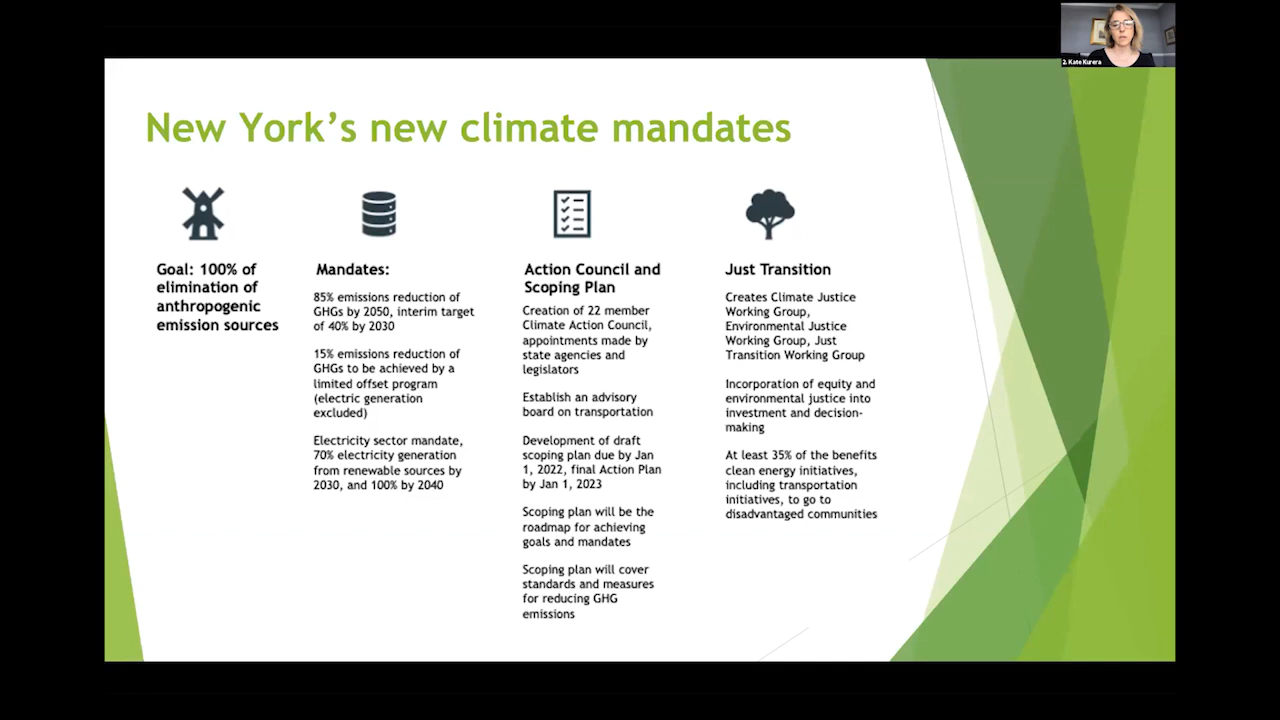 2. Kate Kurera
New York's new climate mandates
Goal: 100% of
elimination of
anthropogenic
emission sources
Mandates:
85% emissions reduction of
GHGs by 2050, interim target
of 40% by 2030
15% emissions reduction of
GHGs to be achieved by a
limited offset program
(electric generation
excluded)
Electricity sector mandate,
70% electricity generation
from renewable sources by
2030, and 100% by 2040
Action Council and
Scoping Plan
Creation of 22 member
Climate Action Council,
appointments made by
state agencies and
legislators
Establish an advisory
board on transportation
Development of draft
scoping plan due by Jan
1, 2022, final Action Plan
by Jan 1, 2023
Scoping plan will be the
roadmap for achieving
goals and mandates
Scoping plan will cover
standards and measures
for reducing GHG
emissions
Just Transition
Creates Climate Justice
Working Group,
Environmental Justice
Working Group, Just
Transition Working Group
Incorporation of equity and
environmental justice into
investment and decision-
making
At least 35% of the benefits
clean energy initiatives,
including transportation
initiatives, to go to
disadvantaged communities